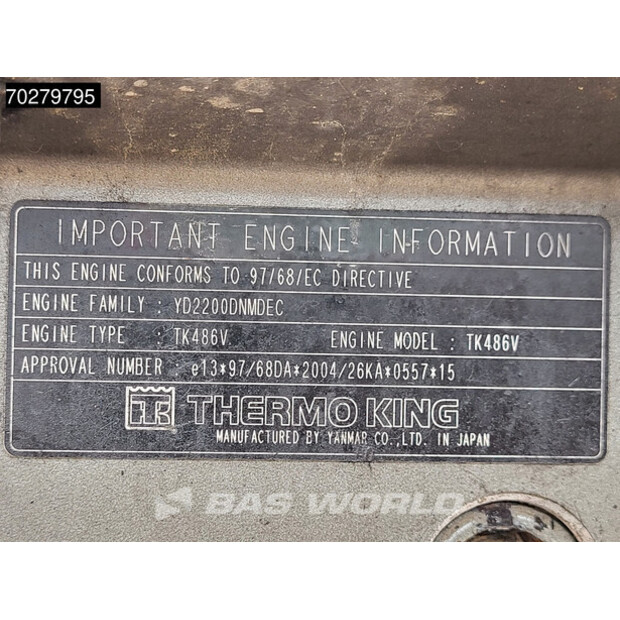 70279795
IMPORTANT ENGINE INFORMATION
THIS ENGINE CONFORMS TO 97/68/EC DIRECTIVE
ENGINE FAMILY : YD2200DNMDEC
ENGINE TYPE : TK486V ENGINE MODEL : TK486V
APPROVAL NUMBER : e13*97/68DA*2004/26KA*0557*15
TK THERMO KING
MANUFACTURED BY YANMAR CO.,LTD. IN JAPAN
BAS WORLD